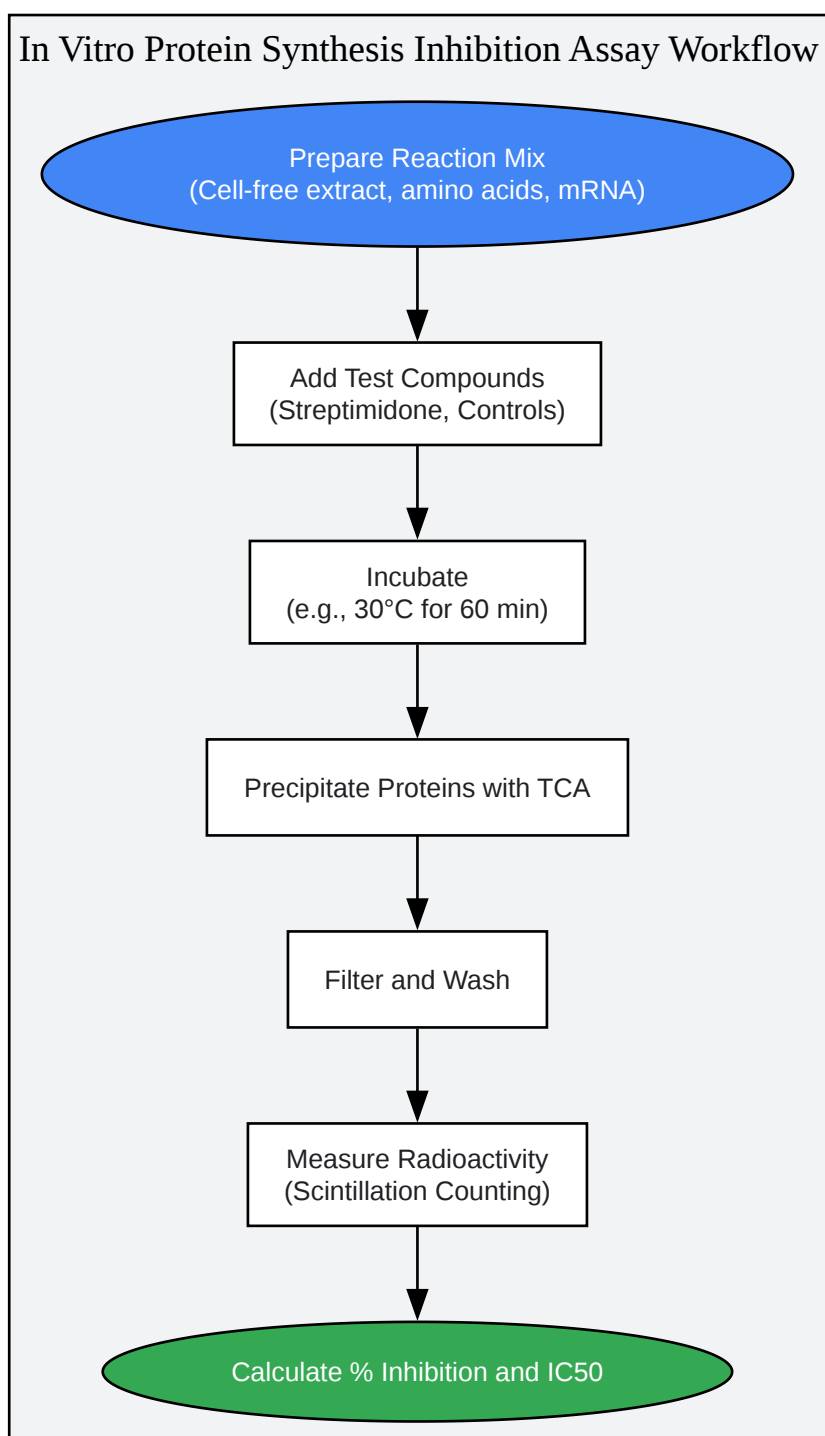 In Vitro Protein Synthesis Inhibition Assay Workflow
Prepare Reaction Mix
(Cell-free extract, amino acids, mRNA)
Add Test Compounds
(Streptimidone, Controls)
Incubate
(e.g., 30°C for 60 min)
Precipitate Proteins with TCA
Filter and Wash
Measure Radioactivity
(Scintillation Counting)
Calculate % Inhibition and IC50